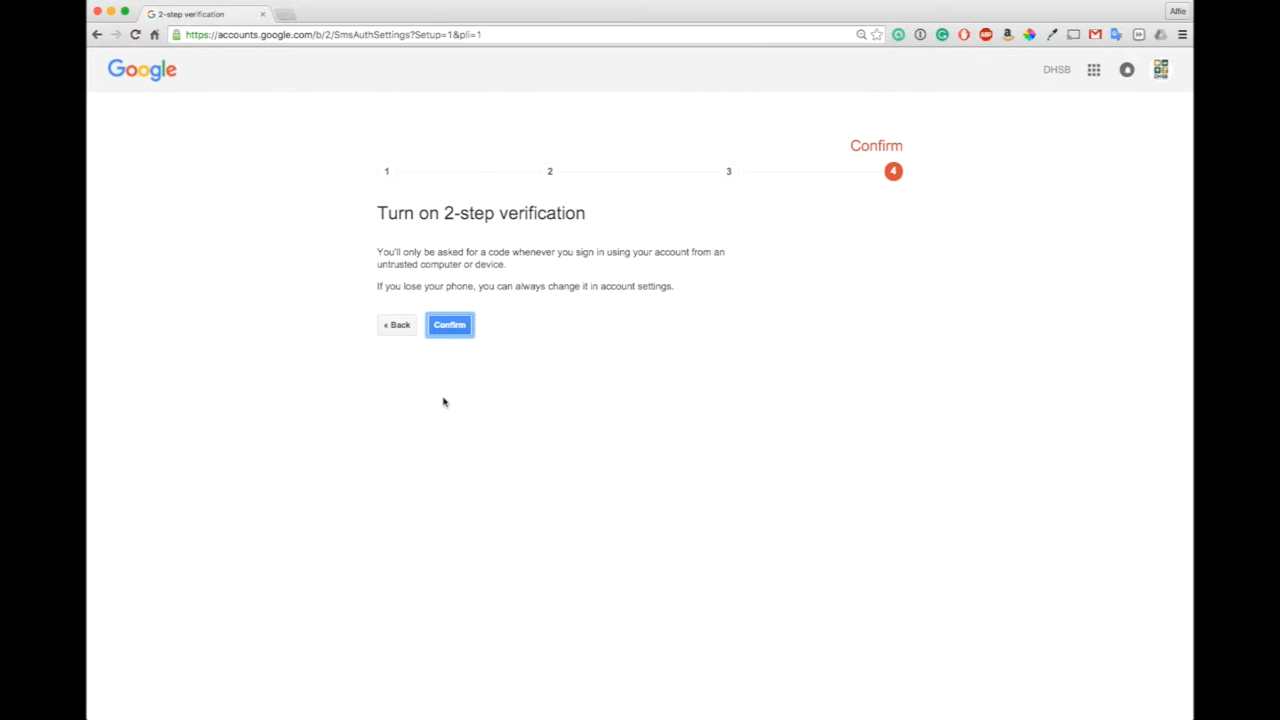 2-step verification
Alfie
https://accounts.google.com/b/2/SmsAuthSettings?Setup=1&pli=1
Google
DHSB
Confirm
1 2 3 4
Turn on 2-step verification
You'll only be asked for a code whenever you sign in using your account from an
untrusted computer or device.
If you lose your phone, you can always change it in account settings.
« Back Confirm